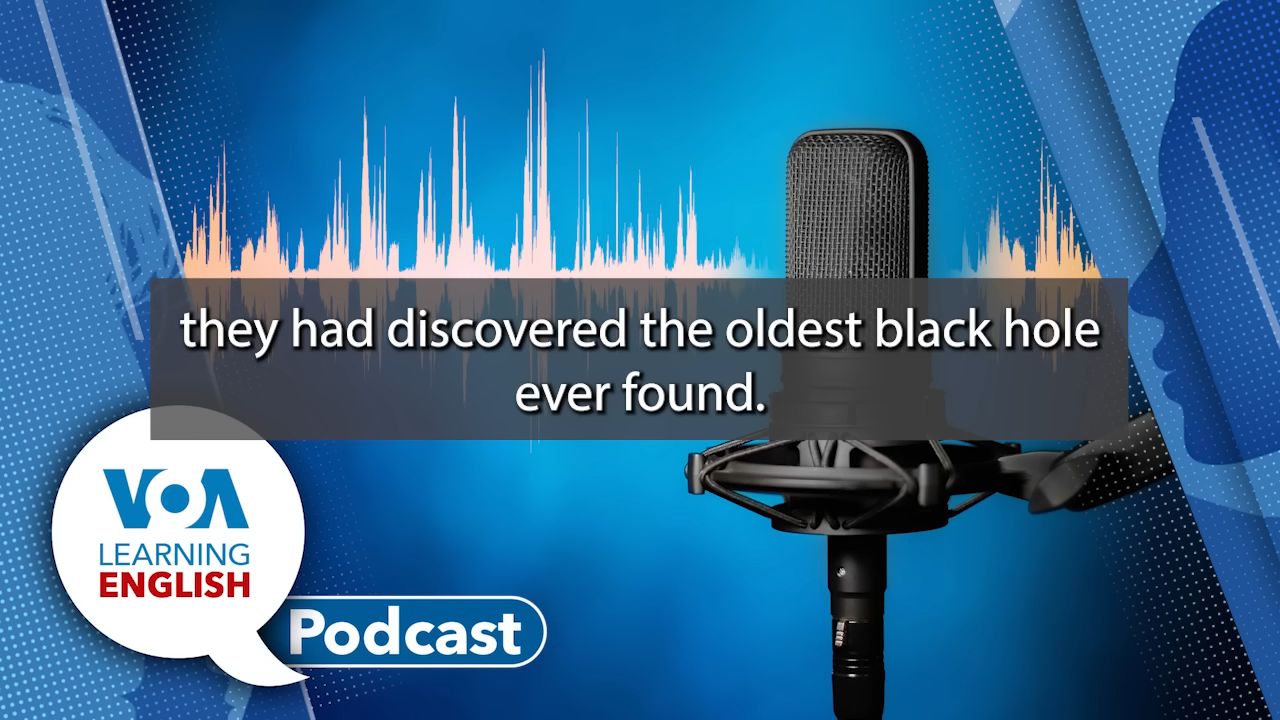 they had discovered the oldest black hole
ever found.
VOA
LEARNING
ENGLISH
Podcast